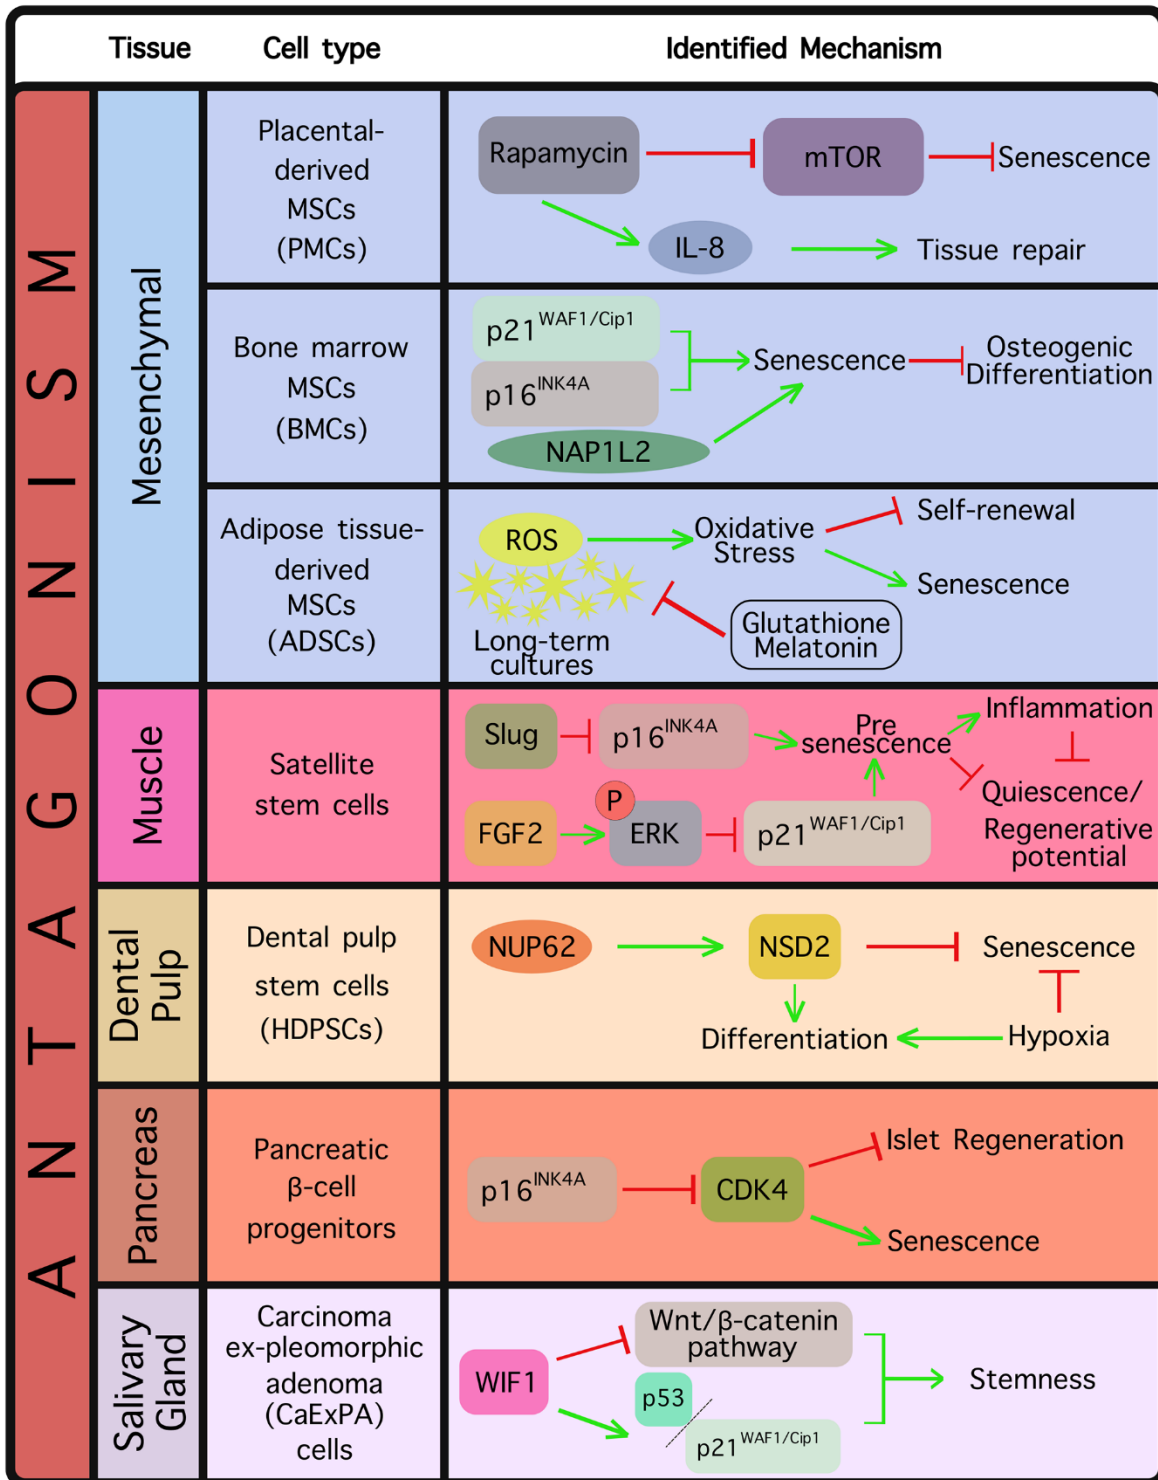 Tissue Cell type Identified Mechanism
ANTAGONISM
Mesenchymal
Placental-
derived
MSCs
(PMCs)
Rapamycin mTOR Senescence
IL-8 Tissue repair
Bone marrow
MSCs
(BMCs)
p21WAF1/Cip1
p16INK4A
NAP1L2
Senescence
Osteogenic
Differentiation
Adipose tissue-
derived
MSCs
(ADSCs)
ROS
Long-term
cultures
Oxidative
Stress
Self-renewal
Senescence
Glutathione
Melatonin
Muscle
Satellite
stem cells
Slug p16INK4A
Pre
senescence
Inflammation
FGF2 P ERK p21WAF1/Cip1
Quiescence/
Regenerative
potential
Dental
Pulp
Dental pulp
stem cells
(HDPSCs)
NUP62 NSD2 Senescence
Differentiation Hypoxia
Pancreas
Pancreatic
β-cell
progenitors
p16INK4A CDK4
Islet Regeneration
Senescence
Salivary
Gland
Carcinoma
ex-pleomorphic
adenoma
(CaExPA)
cells
WIF1
Wnt/β-catenin
pathway
p53
p21WAF1/Cip1
Stemness